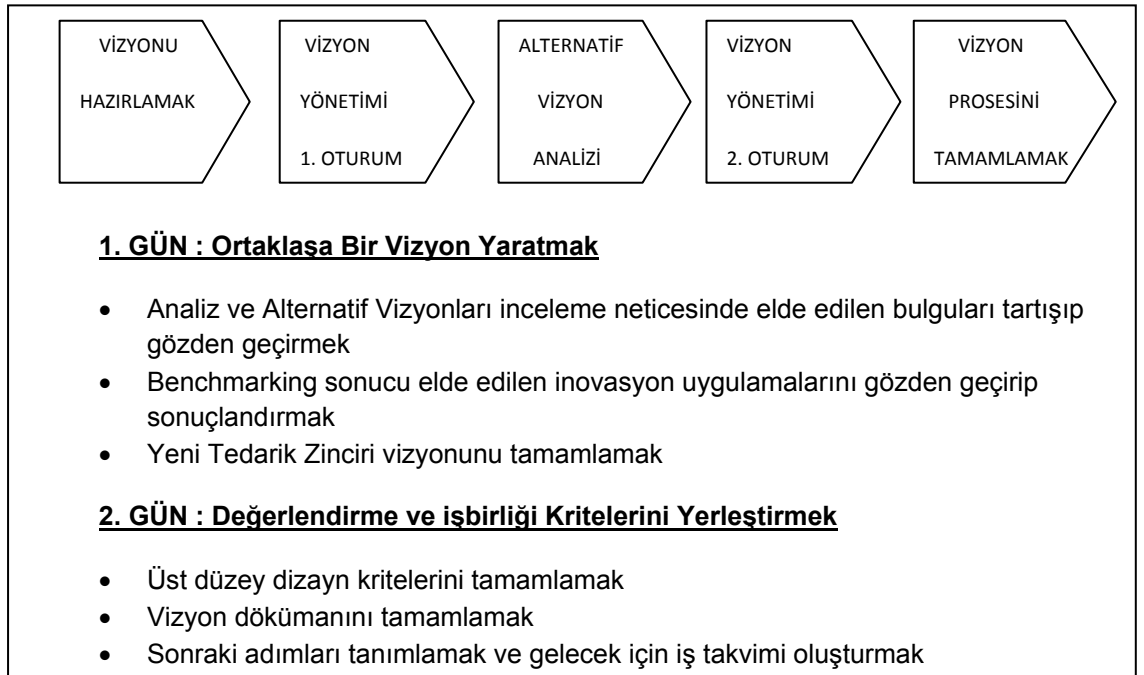 VİZYONU
HAZIRLAMAK
VİZYON
YÖNETİMİ
1. OTURUM
ALTERNATİF
VİZYON
ANALİZİ
VİZYON
YÖNETİMİ
2. OTURUM
VİZYON
PROSESİNİ
TAMAMLAMAK
1. GÜN : Ortaklaşa Bir Vizyon Yaratmak
• Analiz ve Alternatif Vizyonları inceleme neticesinde elde edilen bulguları tartışıp
gözden geçirmek
• Benchmarking sonucu elde edilen inovasyon uygulamalarını gözden geçirip
sonuçlandırmak
• Yeni Tedarik Zinciri vizyonunu tamamlamak
2. GÜN : Değerlendirme ve işbirliği Kritelerini Yerleştirmek
• Üst düzey dizayn kritelerini tamamlamak
• Vizyon dökümanını tamamlamak
• Sonraki adımları tanımlamak ve gelecek için iş takvimi oluşturmak